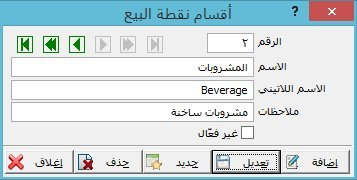 أقسام نقطة البيع
الرقم ٢
الاسم المشروبات
الاسم اللاتيني Beverage
ملاحظات مشروبات ساخنة
غير فعّال
إضافة تعديل جديد حذف إغلاق